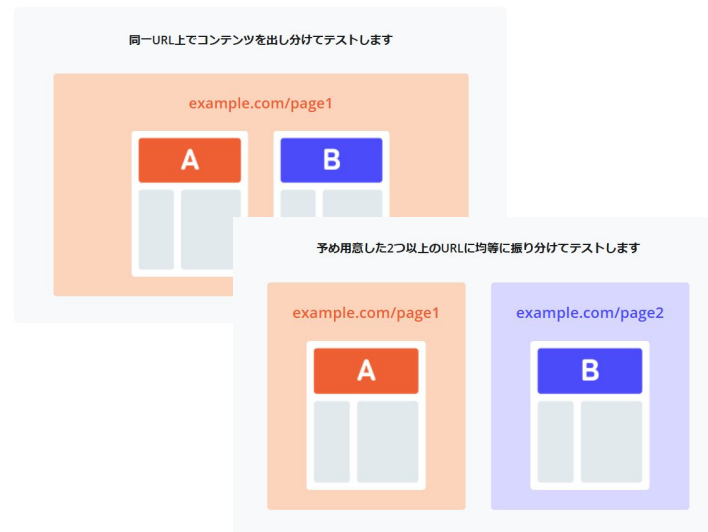 同一URL上でコンテンツを出し分けてテストします
example.com/page1
A
B
予め用意した2つ以上のURLに均等に振り分けてテストします
example.com/page1
example.com/page2
A
B